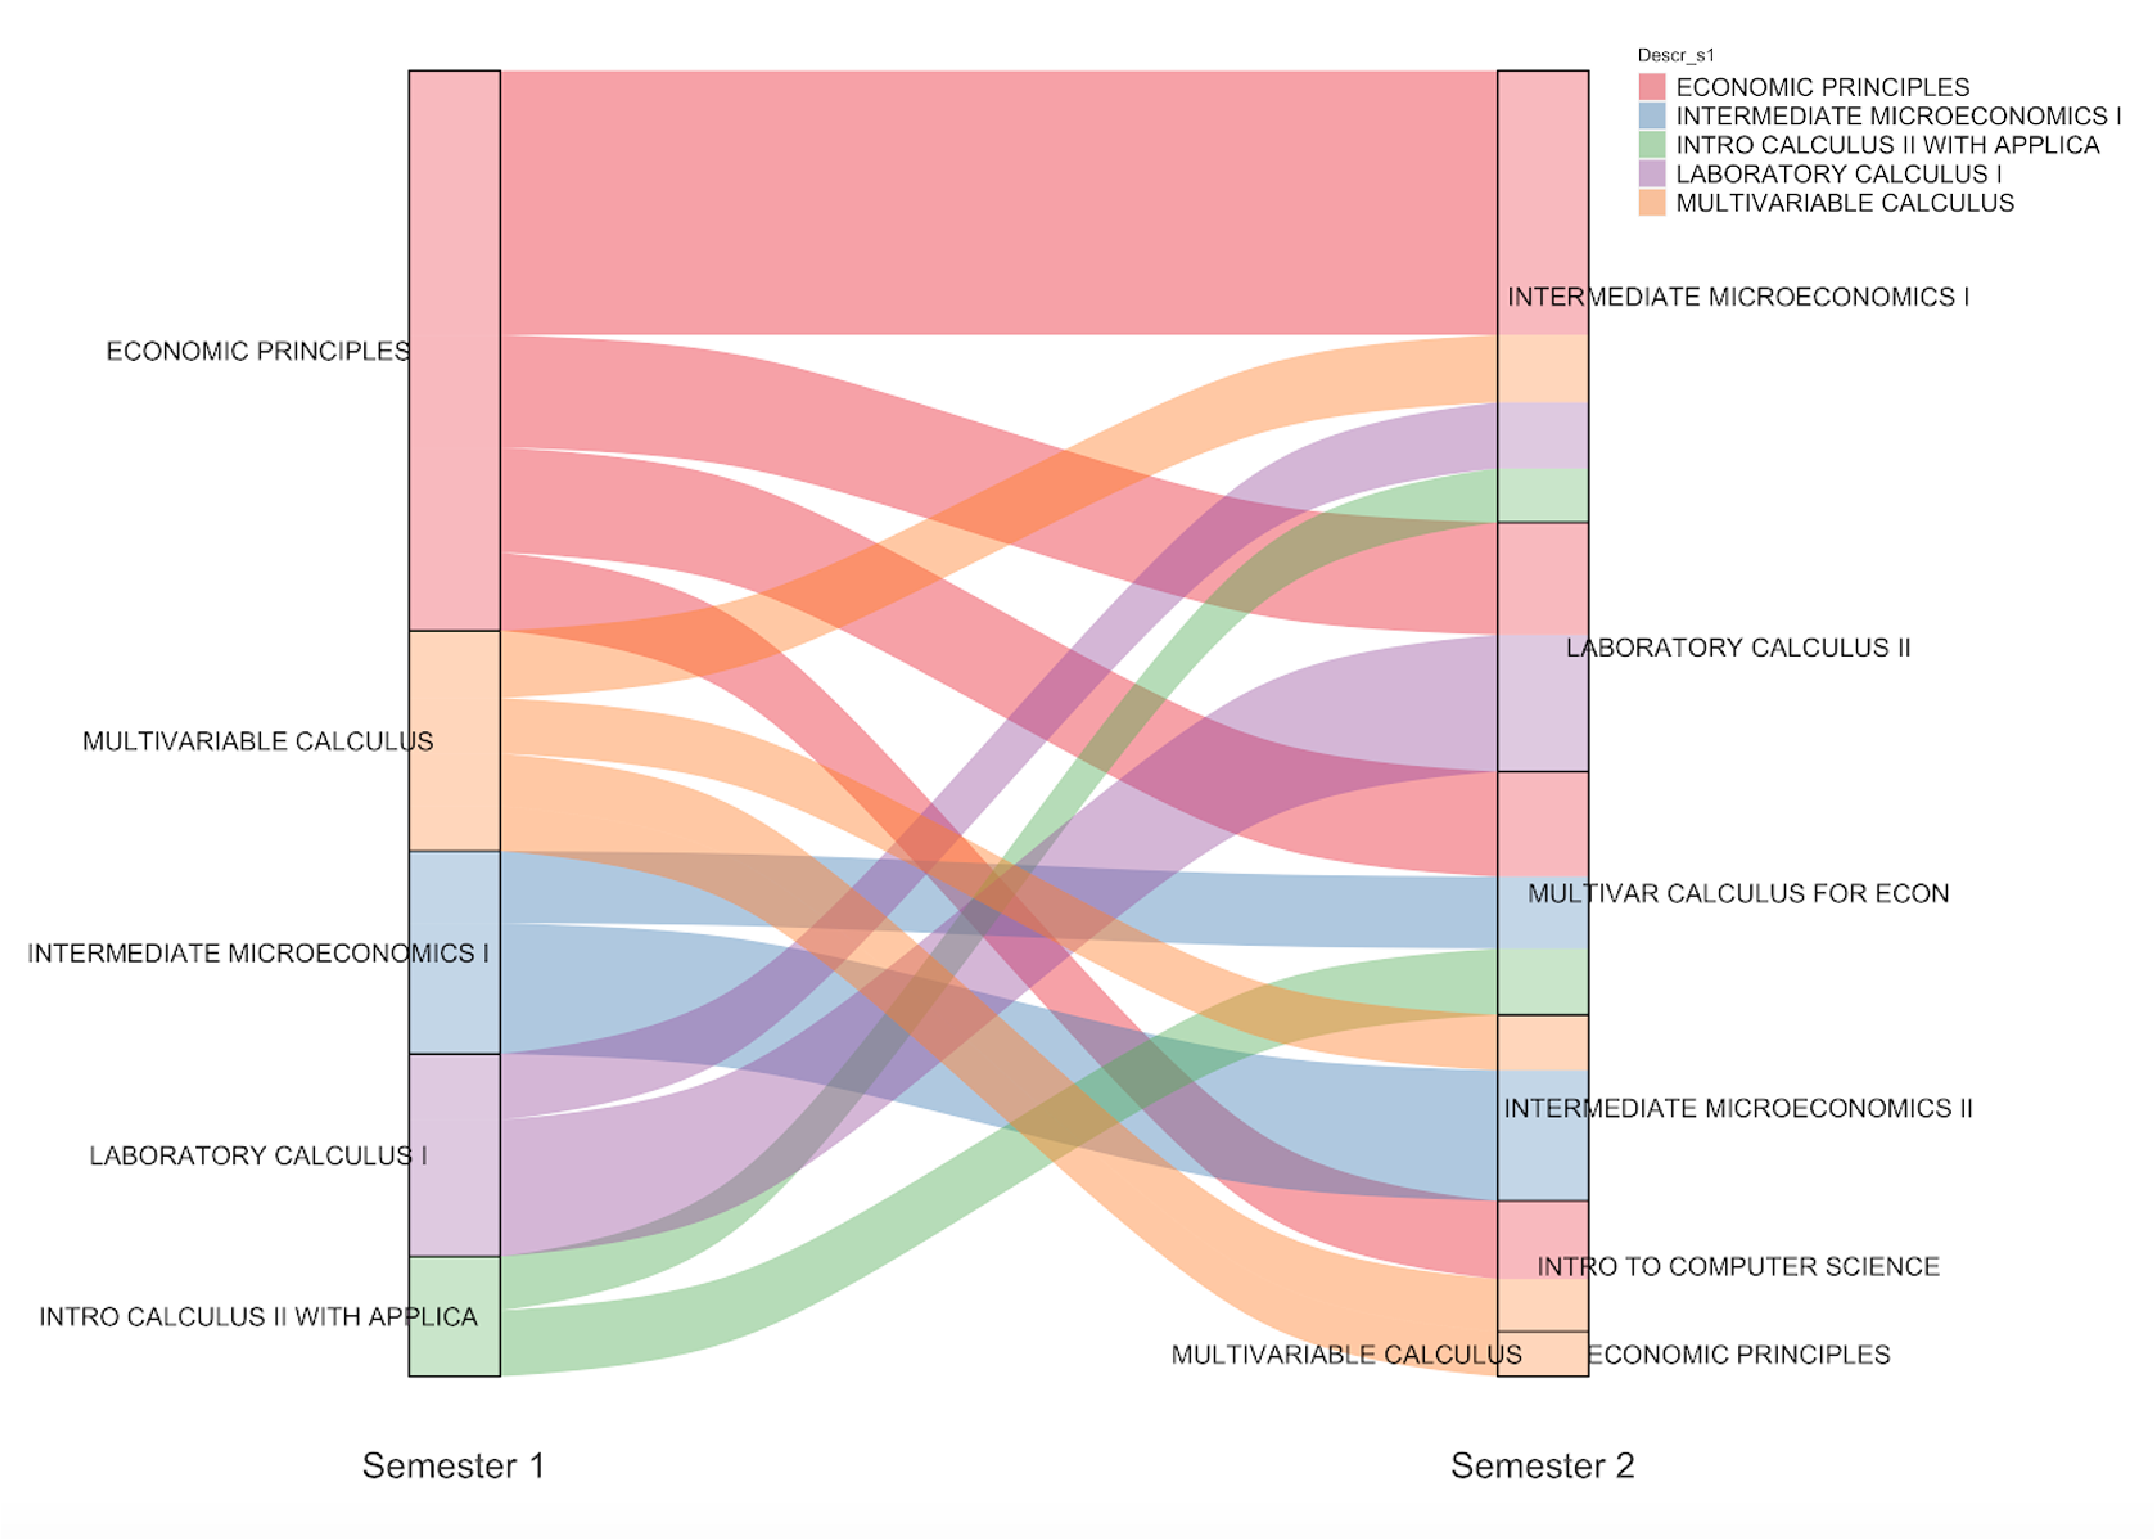 Descr_s1
ECONOMIC PRINCIPLES
INTERMEDIATE MICROECONOMICS I
INTRO CALCULUS II WITH APPLICA
LABORATORY CALCULUS I
MULTIVARIABLE CALCULUS
ECONOMIC PRINCIPLES
MULTIVARIABLE CALCULUS
INTERMEDIATE MICROECONOMICS I
LABORATORY CALCULUS I
INTRO CALCULUS II WITH APPLICA
INTERMEDIATE MICROECONOMICS I
LABORATORY CALCULUS II
MULTIVAR CALCULUS FOR ECON
INTERMEDIATE MICROECONOMICS II
INTRO TO COMPUTER SCIENCE
MULTIVARIABLE CALCULUS
ECONOMIC PRINCIPLES
Semester 1
Semester 2